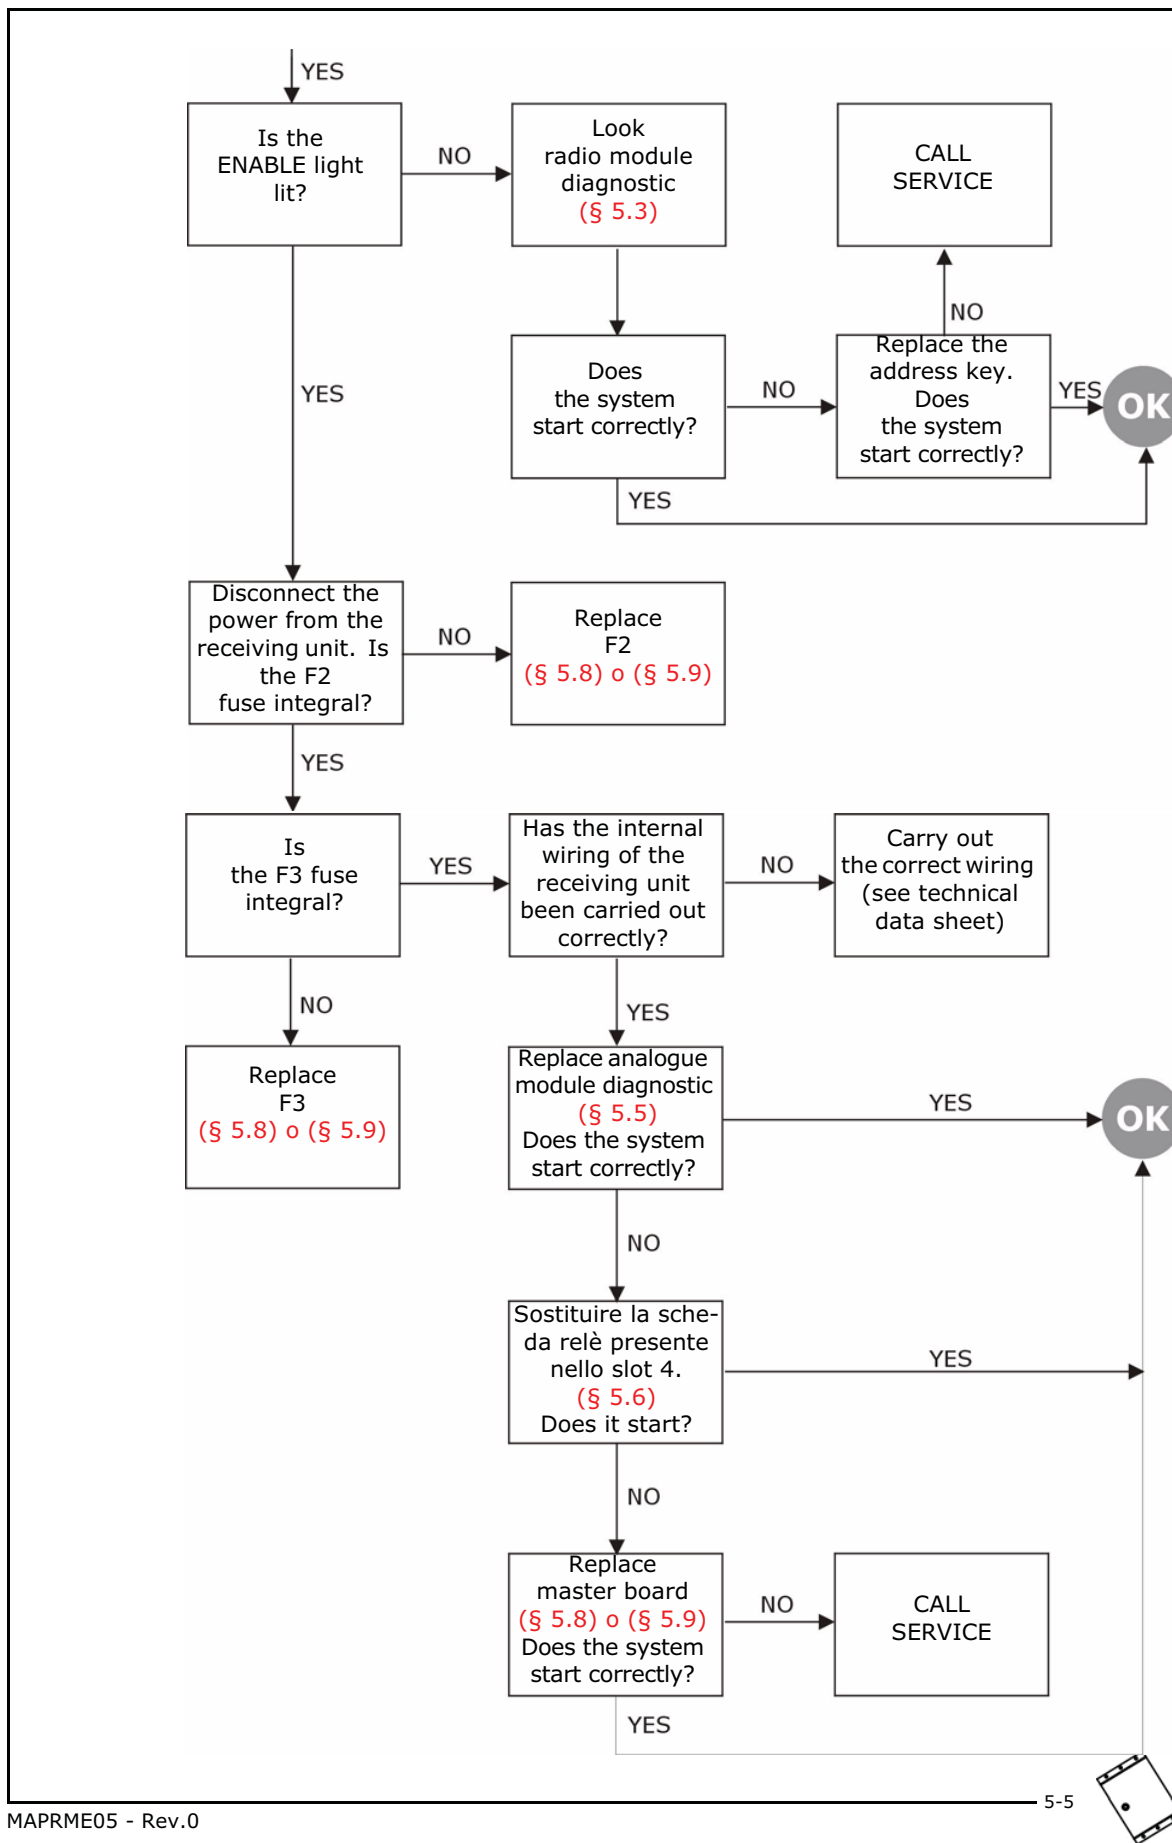 YES
Is the
ENABLE light
lit?
NO
Look
radio module
diagnostic
(§ 5.3)
CALL
SERVICE
NO
YES
Does
the system
start correctly?
NO
Replace the
address key.
Does
the system
start correctly?
YES
OK
YES
Disconnect the
power from the
receiving unit. Is
the F2
fuse integral?
NO
Replace
F2
(§ 5.8) o (§ 5.9)
YES
Is
the F3 fuse
integral?
YES
Has the internal
wiring of the
receiving unit
been carried out
correctly?
NO
Carry out
the correct wiring
(see technical
data sheet)
NO
YES
Replace
F3
(§ 5.8) o (§ 5.9)
Replace analogue
module diagnostic
(§ 5.5)
Does the system
start correctly?
YES
OK
NO
Sostituire la sche-
da relè presente
nello slot 4.
(§ 5.6)
Does it start?
YES
NO
Replace
master board
(§ 5.8) o (§ 5.9)
Does the system
start correctly?
NO
CALL
SERVICE
YES
5-5
MAPRME05 - Rev.0